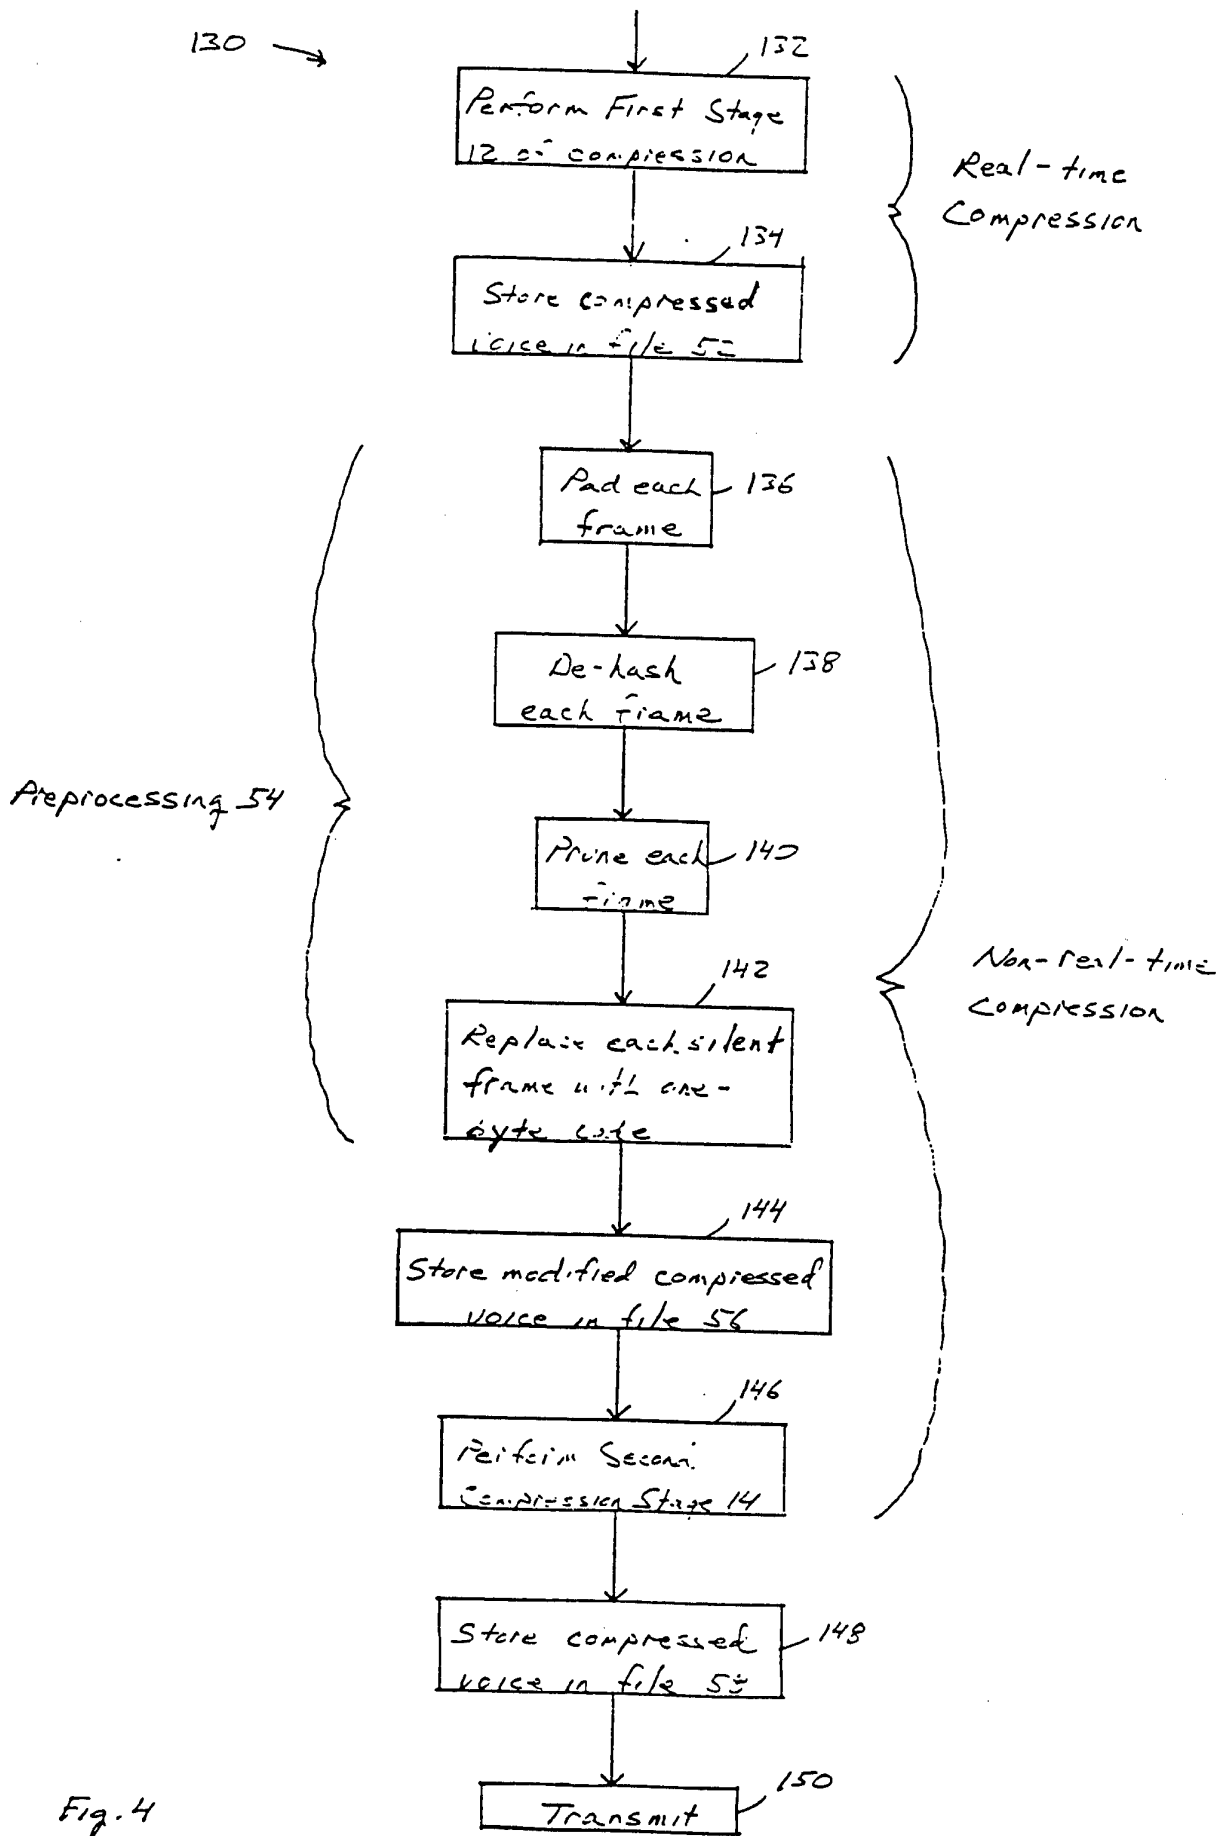 130
132
Perform First Stage
12 of compression
Real-time
Compression
134
Store compressed
voice in file 52
Pad each
frame
136
De-hash
each frame
138
Preprocessing 54
Prune each
frame
140
142
Non-real-time
compression
Replace each silent
frame with one-
byte code
144
Store modified compressed
voice in file 56
146
Perform Second
Compression Stage 14
Store compressed
voice in file
148
150
Transmit
Fig. 4